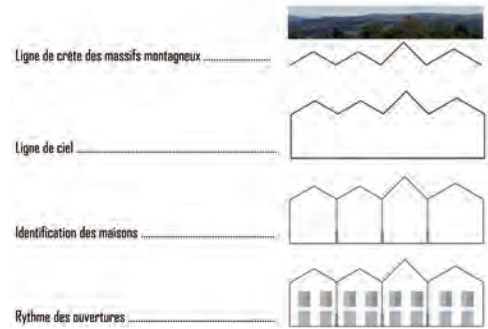 Ligne de crête des massifs montagneux ........................
Ligne de ciel ..............................................................
Identification des maisons ..........................................
Rythme des ouvertures ..............................................